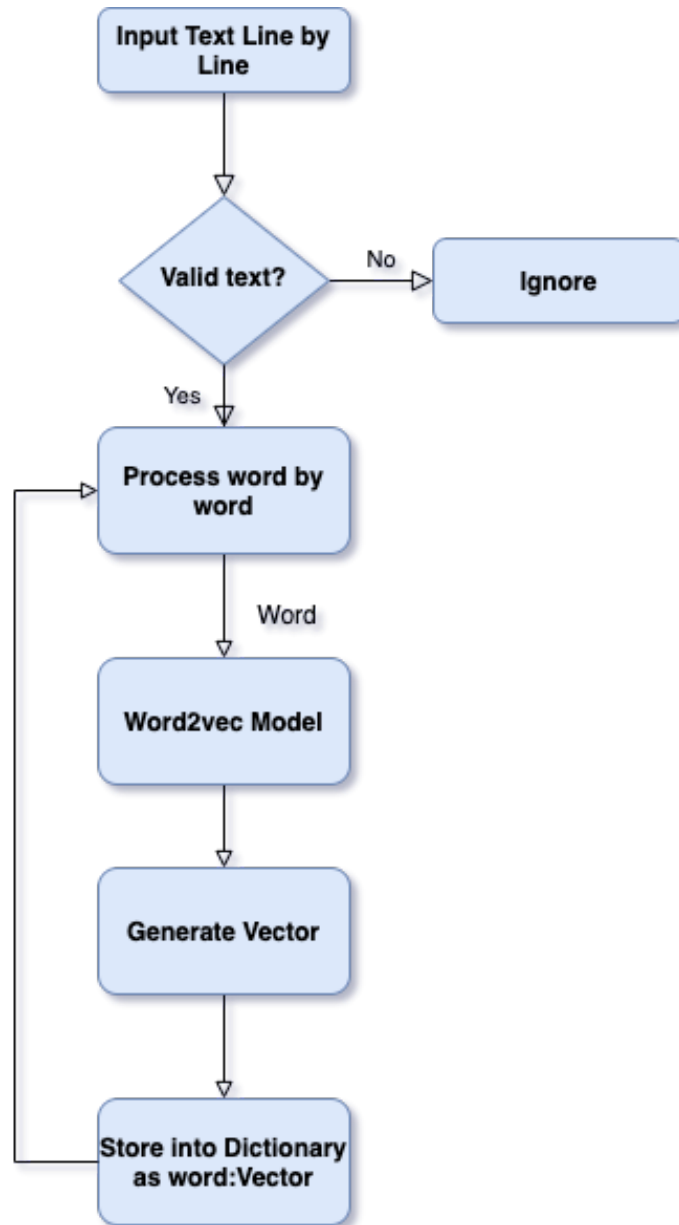 Input Text Line by
Line
Valid text?
No
Ignore
Yes
Process word by
word
Word
Word2vec Model
Generate Vector
Store into Dictionary
as word:Vector